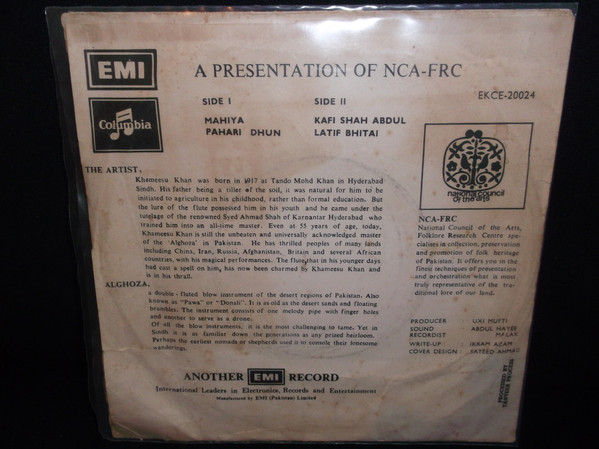 EMI
A PRESENTATION OF NCA-FRC
EKCE-20024
Columbia
SIDE I
MAHIYA
PAHARI DHUN
SIDE II
KAFI SHAH ABDUL
LATIF BHITAI
national council
of the arts
THE ARTIST.
Khameesu Khan was born in 1917 at Tando Mohd Khan in Hyderabad
Sindh. His father being a tiller of the soil, it was natural for him to be
initiated to agriculture in his childhood, rather than formal education. But
the lure of the flute possessed him in his youth and he came under the
tutelage of the renowned Syed Ahmad Shah of Karnantar Hyderabad who
trained him into an all-time master. Even at 55 years of age, today,
Khameesu Khan is still the unbeaten and universally acknowledged master
of the 'Alghoza' in Pakistan. He has thrilled peoples of many lands
including China, Iran, Russia, Afghanistan, Britain and several African
countries, with his magical performances. The flute that in his younger days
had cast a spell on him, has now been charmed by Khameesu Khan and
is in his thrall.
ALGHOZA.
a double-fluted blow instrument of the desert regions of Pakistan. Also
known as "Pawa" or "Donali". It is as old as the desert sands and floating
brambles. The instrument consists of one melody pipe with finger holes
and another to serve as a drone.
Of all the blow instruments, it is the most challenging to tame. Yet in
Sindh it is as familiar down the generations as any prized heirloom.
Perhaps the earliest nomads or shepherds used it to console their lonesome
wanderings.
NCA-FRC
National Council of the Arts,
Folklore Research Centre spe-
cialises in collection, preservation
and promotion of folk heritage
of Pakistan. It offers you in the
finest techniques of presentation
and orchestration what is most
truly representative of the tra-
ditional lore of our land.
PRODUCER : UXI MUFTI
SOUND RECORDIST : ABDUL HAFEEZ
WRITE-UP : IKRAM AZAM
COVER DESIGN : SAYEED AHMAD
ANOTHER EMI RECORD
International Leaders in Electronics, Records and Entertainment
Manufactured by EMI (Pakistan) Limited
PROCESSED BY